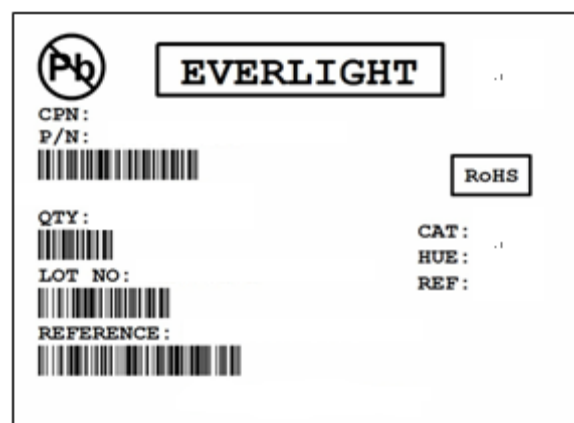 Pb
EVERLIGHT
CPN:
P/N:
RoHS
QTY:
CAT:
HUE:
LOT NO:
REF:
REFERENCE: